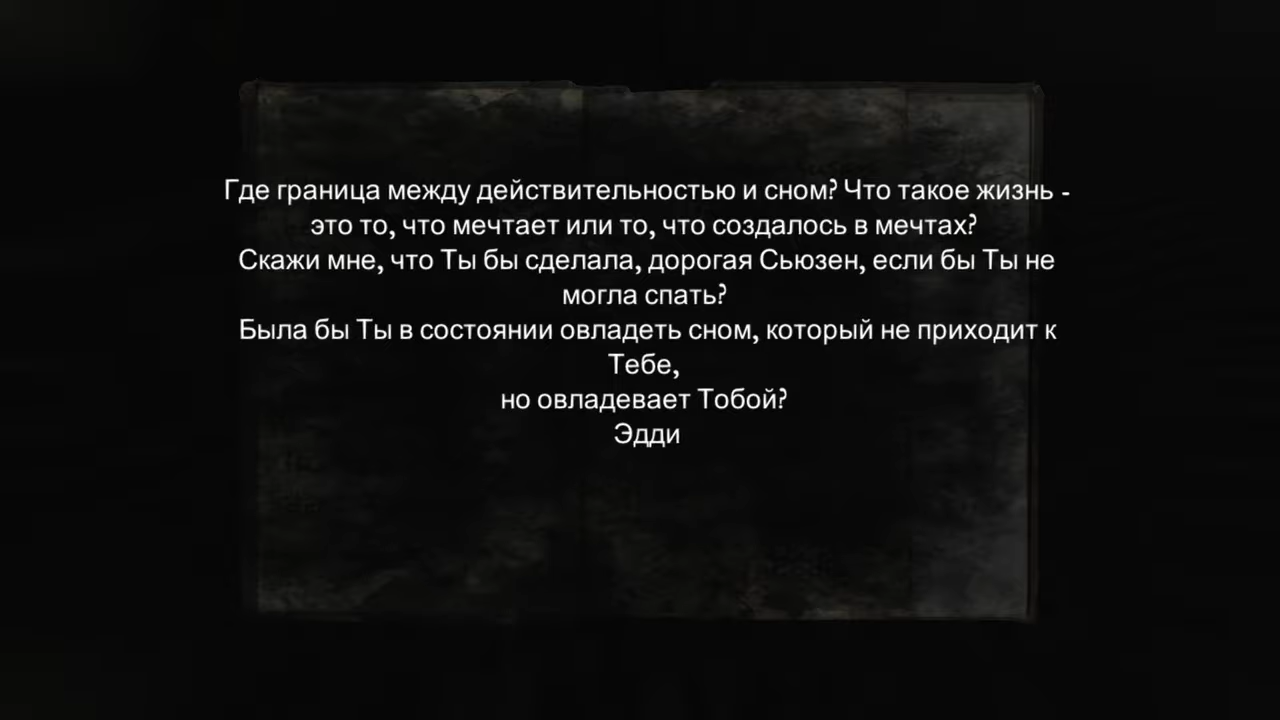 Где граница между действительностью и сном? Что такое жизнь -
это то, что мечтает или то, что создалось в мечтах?
Скажи мне, что Ты бы сделала, дорогая Сьюзен, если бы Ты не
могла спать?
Была бы Ты в состоянии овладеть сном, который не приходит к
Тебе,
но овладевает Тобой?
Эдди